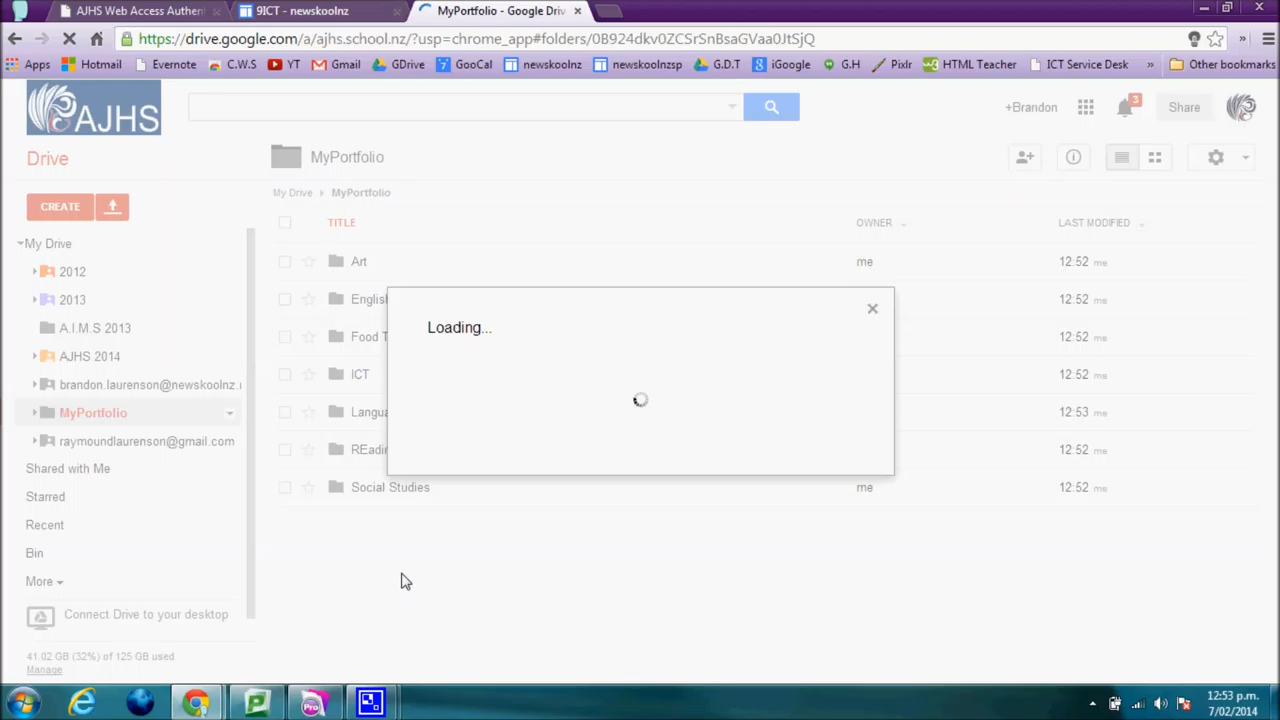 AJHS Web Access Authen
9ICT - newskoolnz
MyPortfolio - Google Driv
https://drive.google.com/a/ajhs.school.nz/?usp=chrome_app#folders/0B924dkv0ZCSrSnBsaGVaa0JtSjQ
Apps Hotmail Evernote C.W.S YT Gmail GDrive GooCal newskoolnz newskoolnzsp G.D.T iGoogle G.H Pixlr HTML Teacher ICT Service Desk » Other bookmarks
AJHS
+Brandon 3 Share
Drive
MyPortfolio
My Drive MyPortfolio
CREATE
TITLE OWNER LAST MODIFIED
My Drive
2012
2013
A.I.M.S 2013
AJHS 2014
brandon.laurenson@newskoolnz.
MyPortfolio
raymoundlaurenson@gmail.com
Shared with Me
Starred
Recent
Bin
More
Connect Drive to your desktop
41.02 GB (32%) of 125 GB used
Manage
Art me 12:52 me
English 12:52 me
Food T 12:52 me
ICT 12:52 me
Langua 12:53 me
REadin 12:52 me
Social Studies me 12:52 me
Loading...
Pro
12:53 p.m.
7/02/2014